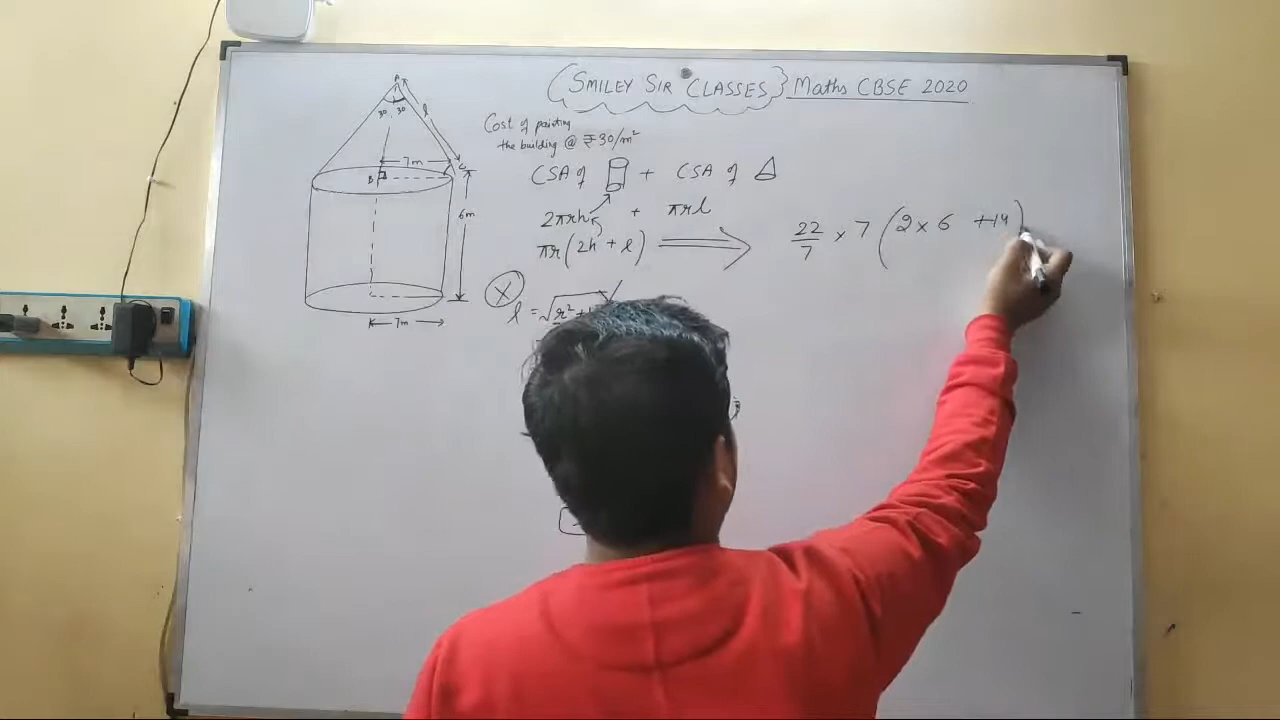 (SMILEY SIR CLASSES) Maths CBSE 2020
Cost of painting
the building @ ₹30/m²
CSA of + CSA of
2πrh + πrl
πr(2h + l) ⟹ 22/7 × 7 (2 × 6 + 14)
X
l = √r² +
A
30 30
l
7m
B
C
6m
7m